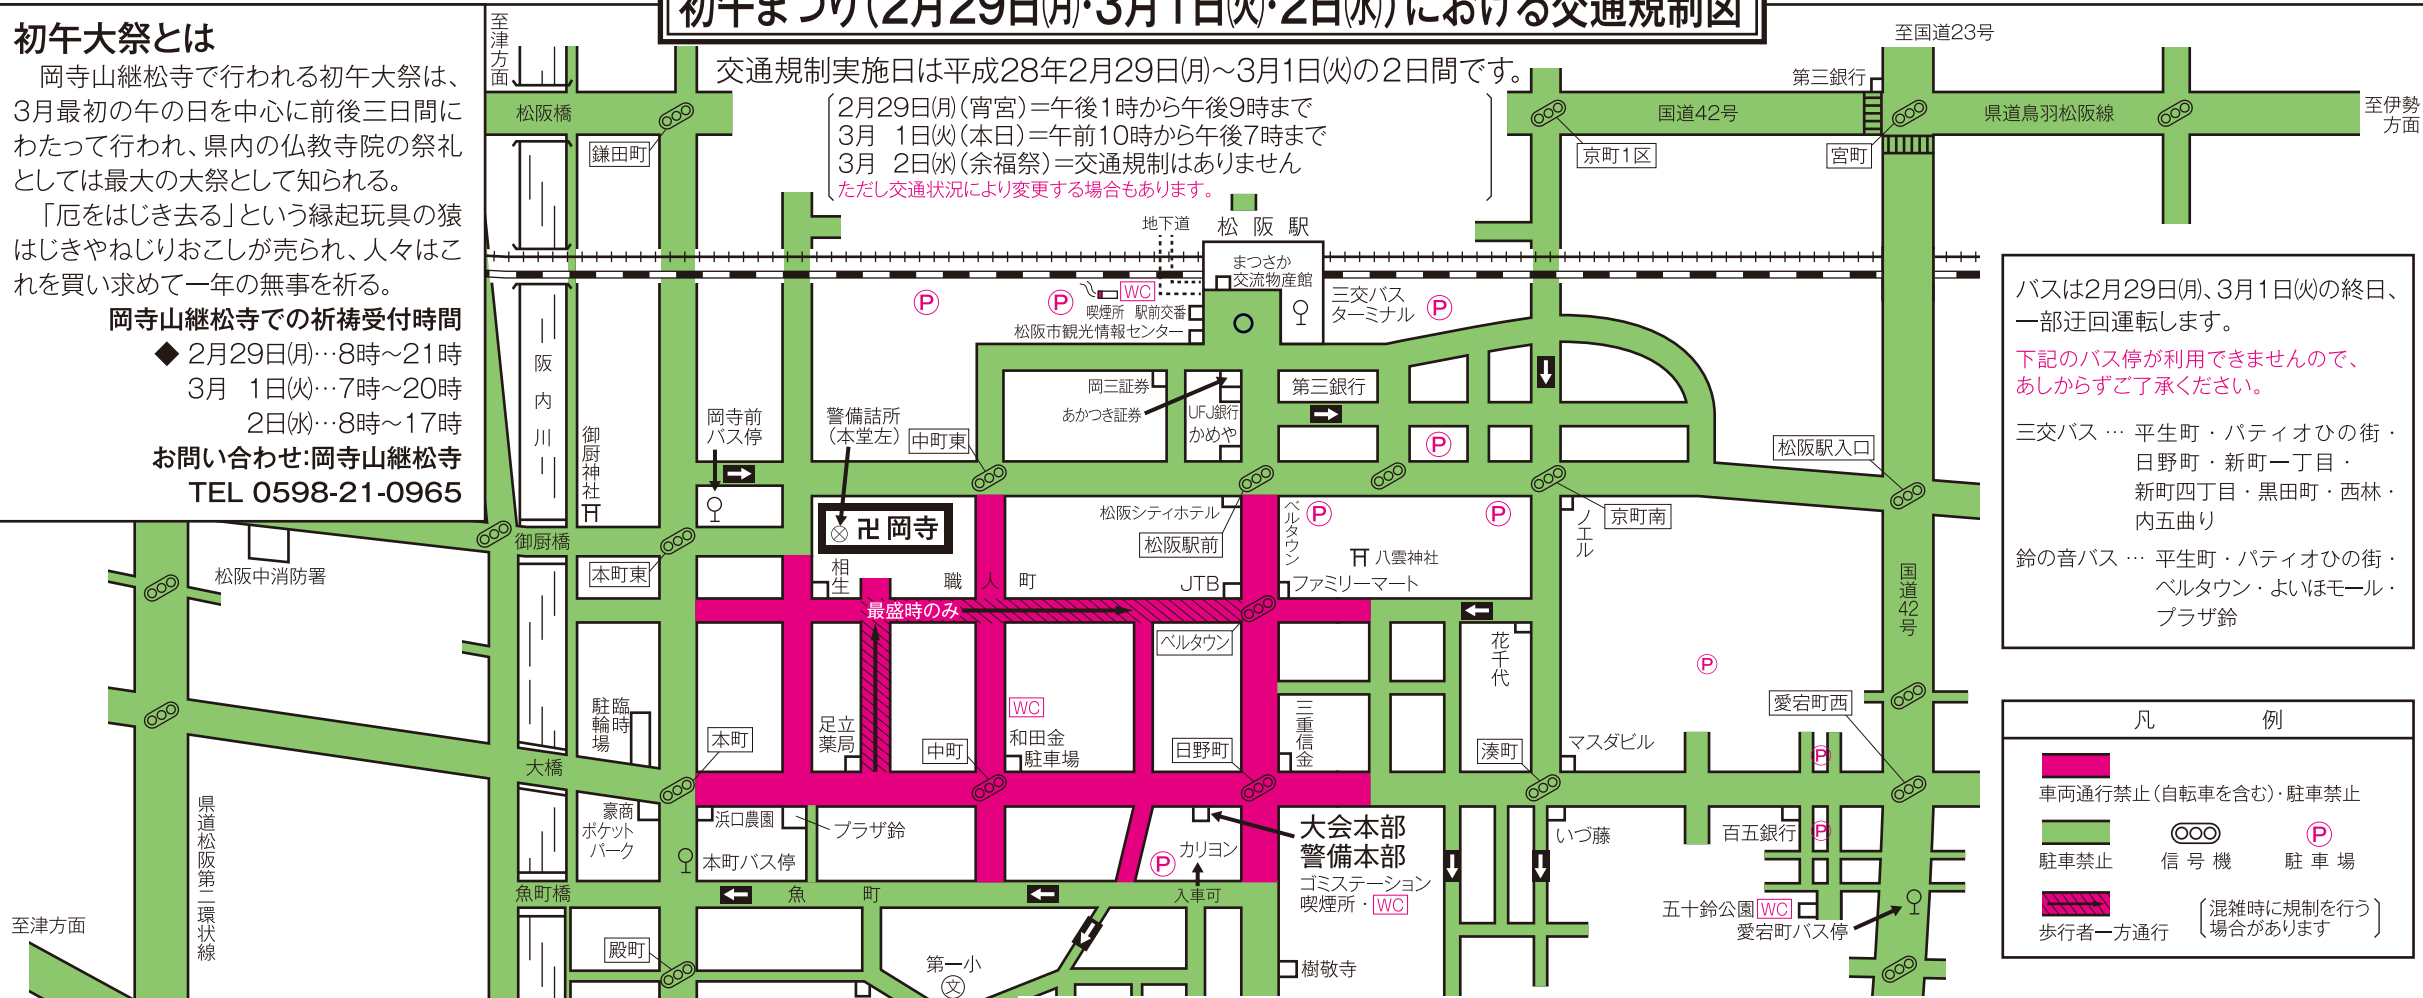 初午まつり（2月29日(月)・3月1日(火)・2日(水)）における交通規制図
初午大祭とは
岡寺山継松寺で行われる初午大祭は、
3月最初の午の日を中心に前後三日間に
わたって行われ、県内の仏教寺院の祭礼
としては最大の大祭として知られる。
「厄をはじき去る」という縁起玩具の猿
はじきやねじりおこしが売られ、人々はこ
れを買い求めて一年の無事を祈る。
岡寺山継松寺での祈祷受付時間
◆ 2月29日(月)…8時〜21時
3月 1日(火)…7時〜20時
2日(水)…8時〜17時
お問い合わせ：岡寺山継松寺
TEL 0598-21-0965
交通規制実施日は平成28年2月29日(月)〜3月1日(火)の2日間です。
2月29日(月)（宵宮）＝午後1時から午後9時まで
3月 1日(火)（本日）＝午前10時から午後7時まで
3月 2日(水)（余福祭）＝交通規制はありません
ただし交通状況により変更する場合もあります。
至津方面
松阪橋
鎌田町
至国道23号
第三銀行
国道42号
県道鳥羽松阪線
至伊勢
方面
京町1区
宮町
地下道
松阪駅
まつさか
交流物産館
P
P
WC
喫煙所
駅前交番
松阪市観光情報センター
三交バス
ターミナル
P
岡三証券
あかつき証券
UFJ銀行
かめや
第三銀行
P
阪内川
御厨神社
岡寺前
バス停
警備詰所
（本堂左）
中町東
松阪駅入口
卍 岡寺
松阪シティホテル
松阪駅前
ベルタウン
P
P
ノエル
京町南
八雲神社
御厨橋
松阪中消防署
本町東
相生
職人町
JTB
ファミリーマート
最盛時のみ
ベルタウン
花千代
国道42号
P
臨時
駐輪場
足立
薬局
WC
和田金
駐車場
三重信金
愛宕町西
本町
中町
日野町
湊町
マスダビル
P
大橋
県道松阪第二環状線
豪商
ポケット
パーク
浜口農園
プラザ鈴
本町バス停
P
カリヨン
大会本部
警備本部
ゴミステーション
喫煙所・WC
いづ藤
百五銀行
P
魚町橋
魚町
入車可
五十鈴公園 WC
愛宕町バス停
至津方面
殿町
第一小
文
樹敬寺
バスは2月29日(月)、3月1日(火)の終日、
一部迂回運転します。
下記のバス停が利用できませんので、
あしからずご了承ください。
三交バス … 平生町・パティオひの街・
日野町・新町一丁目・
新町四丁目・黒田町・西林・
内五曲り
鈴の音バス … 平生町・パティオひの街・
ベルタウン・よいほモール・
プラザ鈴
凡例
車両通行禁止（自転車を含む）・駐車禁止
駐車禁止
信号機
P
駐車場
歩行者一方通行
混雑時に規制を行う
場合があります